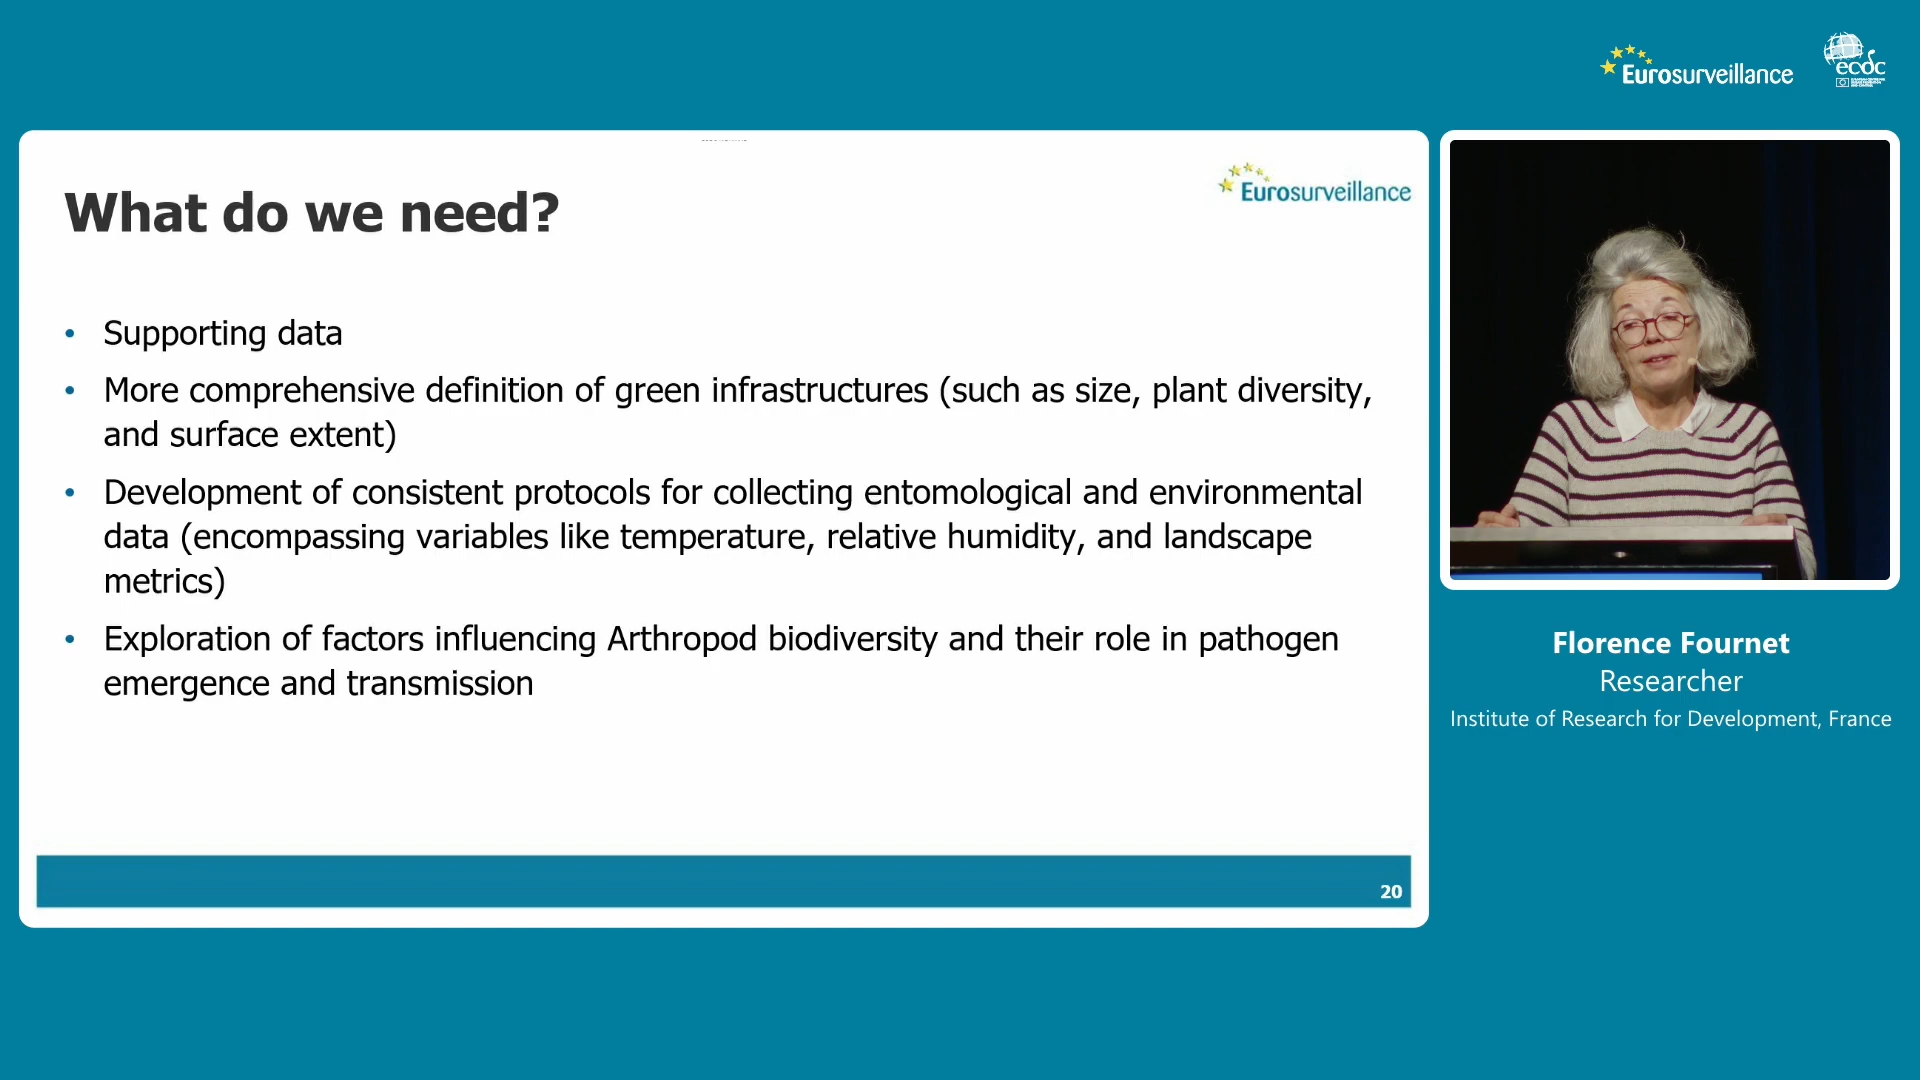 Eurosurveillance
ecdc
What do we need?
Eurosurveillance
• Supporting data
• More comprehensive definition of green infrastructures (such as size, plant diversity,
and surface extent)
• Development of consistent protocols for collecting entomological and environmental
data (encompassing variables like temperature, relative humidity, and landscape
metrics)
• Exploration of factors influencing Arthropod biodiversity and their role in pathogen
emergence and transmission
20
Florence Fournet
Researcher
Institute of Research for Development, France